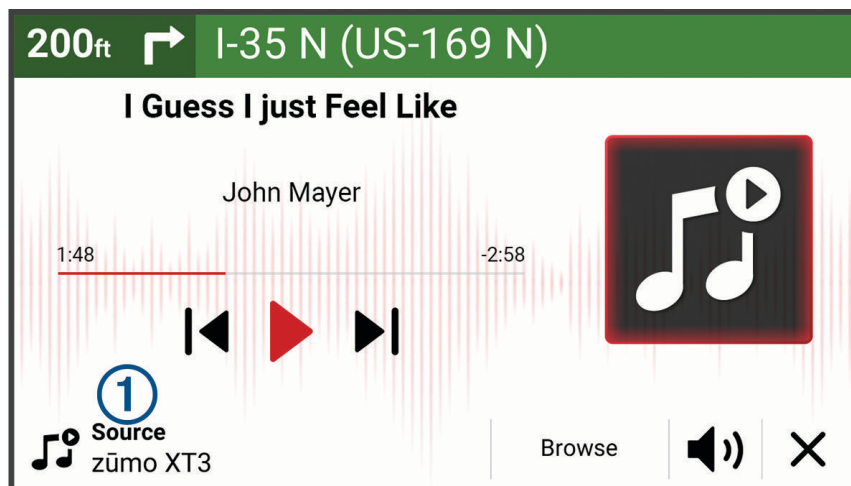 200ft I-35 N (US-169 N)
I Guess I just Feel Like
John Mayer
1:48 -2:58
1
Source
zūmo XT3
Browse